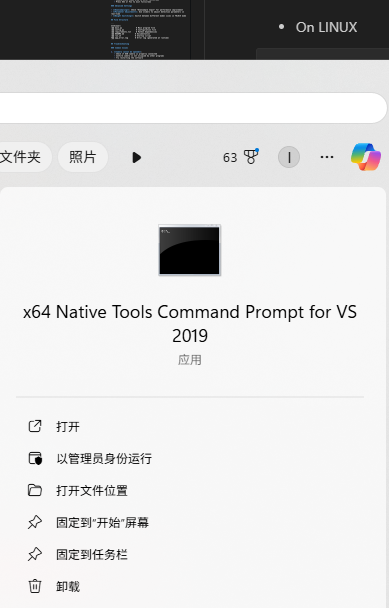 On LINUX
文件夹
照片
63
I
x64 Native Tools Command Prompt for VS
2019
应用
打开
以管理员身份运行
打开文件位置
固定到"开始"屏幕
固定到任务栏
卸载